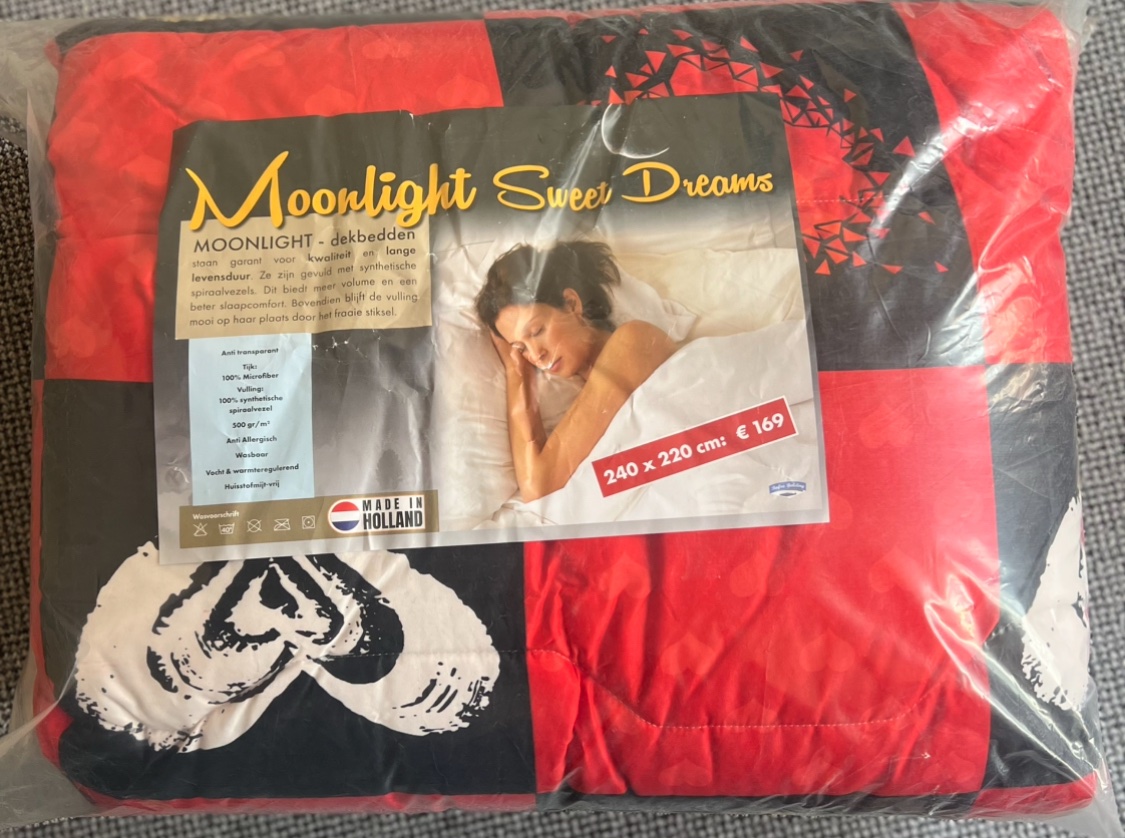 Moonlight Sweet Dreams
MOONLIGHT - dekbedden
staan garant voor kwaliteit en lange
levensduur. Ze zijn gevuld met synthetische
spiraalvezels. Dit biedt meer volume en een
beter slaapcomfort. Bovendien blijft de vulling
mooi op haar plaats door het fraaie stiksel.
Anti transparant
Tijk:
100% Microfiber
Vulling:
100% synthetische
spiraalvezel
500 gr/m²
Anti Allergisch
Wasbaar
Vocht & warmteregulerend
Huisstofmijt-vrij
240 x 220 cm: € 169
Wasvoorschrift
40°
MADE IN
HOLLAND